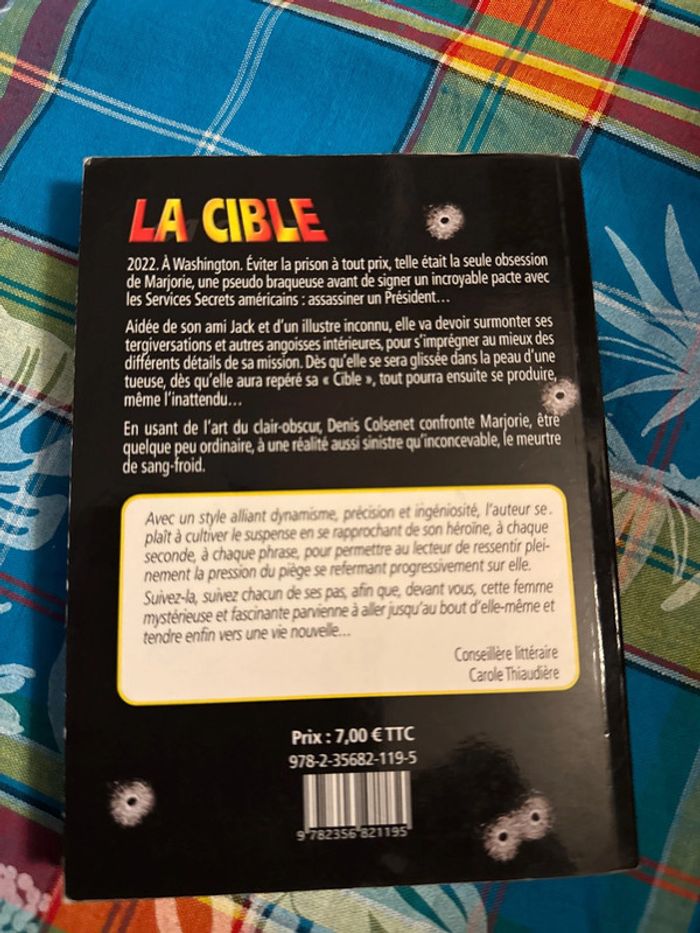 LA CIBLE
2022. À Washington. Éviter la prison à tout prix, telle était la seule obsession
de Marjorie, une pseudo braqueuse avant de signer un incroyable pacte avec
les Services Secrets américains : assassiner un Président...
Aidée de son ami Jack et d'un illustre inconnu, elle va devoir surmonter ses
tergiversations et autres angoisses intérieures, pour s'imprégner au mieux des
différents détails de sa mission. Dès qu'elle se sera glissée dans la peau d'une
tueuse, dès qu'elle aura repéré sa « Cible », tout pourra ensuite se produire,
même l'inattendu...
En usant de l'art du clair-obscur, Denis Colsenet confronte Marjorie, être
quelque peu ordinaire, à une réalité aussi sinistre qu'inconcevable, le meurtre
de sang-froid.
Avec un style alliant dynamisme, précision et ingéniosité, l'auteur se
plaît à cultiver le suspense en se rapprochant de son héroïne, à chaque
seconde, à chaque phrase, pour permettre au lecteur de ressentir plei-
nement la pression du piège se refermant progressivement sur elle.
Suivez-la, suivez chacun de ses pas, afin que, devant vous, cette femme
mystérieuse et fascinante parvienne à aller jusqu'au bout d'elle-même et
tendre enfin vers une vie nouvelle...
Conseillère littéraire
Carole Thiaudière
Prix : 7,00 € TTC
978-2-35682-119-5
9 782356 821195